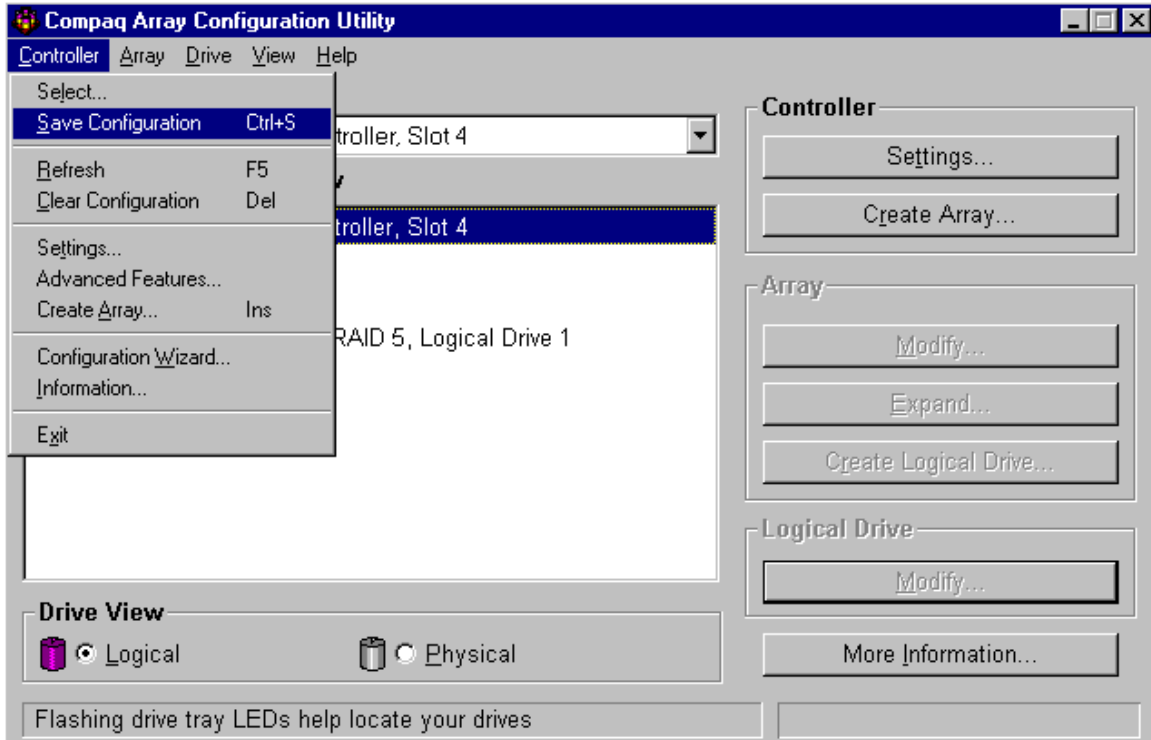 Compaq Array Configuration Utility
Controller Array Drive View Help
Select...
Save Configuration Ctrl+S
Refresh F5
Clear Configuration Del
Settings...
Advanced Features...
Create Array... Ins
Configuration Wizard...
Information...
Exit
troller, Slot 4
troller, Slot 4
RAID 5, Logical Drive 1
Controller
Settings...
Create Array...
Array
Modify...
Expand...
Create Logical Drive...
Logical Drive
Modify...
More Information...
Drive View
Logical
Physical
Flashing drive tray LEDs help locate your drives